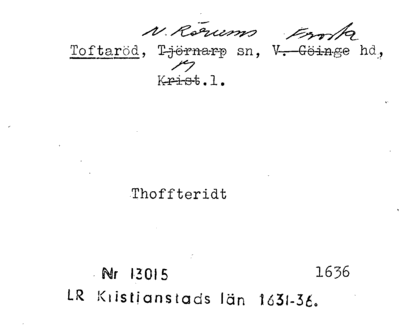 N. Rörums Frosta
Toftaröd, Tjörnarp sn, V. Göinge hd,
M
Krist.l.
Thoffteridt
Nr 13015 1636
LR Kristianstads län 1631-36.